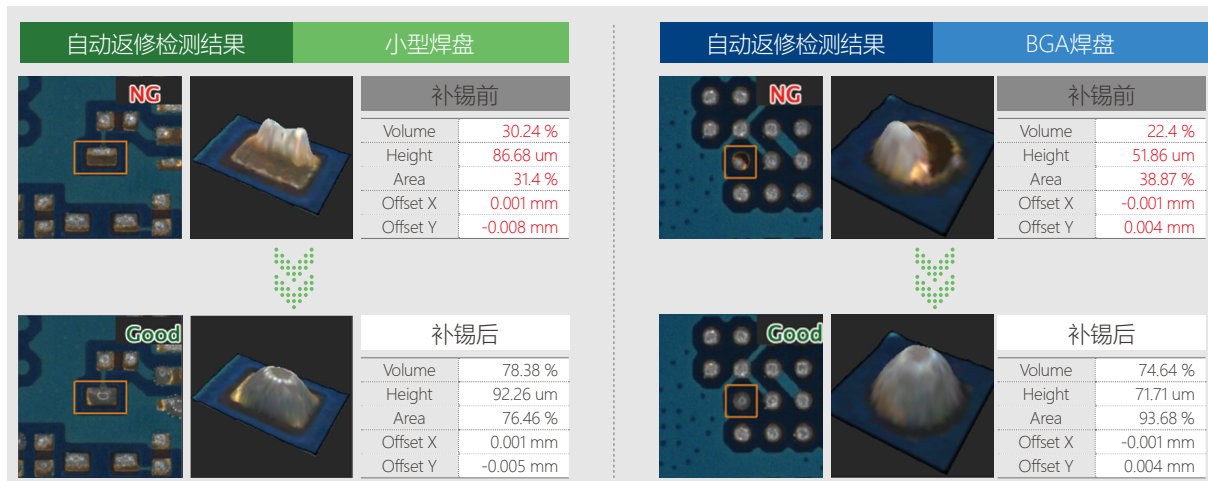 自动返修检测结果 小型焊盘
NG
补锡前
Volume 30.24 %
Height 86.68 um
Area 31.4 %
Offset X 0.001 mm
Offset Y -0.008 mm
Good
补锡后
Volume 78.38 %
Height 92.26 um
Area 76.46 %
Offset X 0.001 mm
Offset Y -0.005 mm
自动返修检测结果 BGA焊盘
NG
补锡前
Volume 22.4 %
Height 51.86 um
Area 38.87 %
Offset X -0.001 mm
Offset Y 0.004 mm
Good
补锡后
Volume 74.64 %
Height 71.71 um
Area 93.68 %
Offset X -0.001 mm
Offset Y 0.004 mm